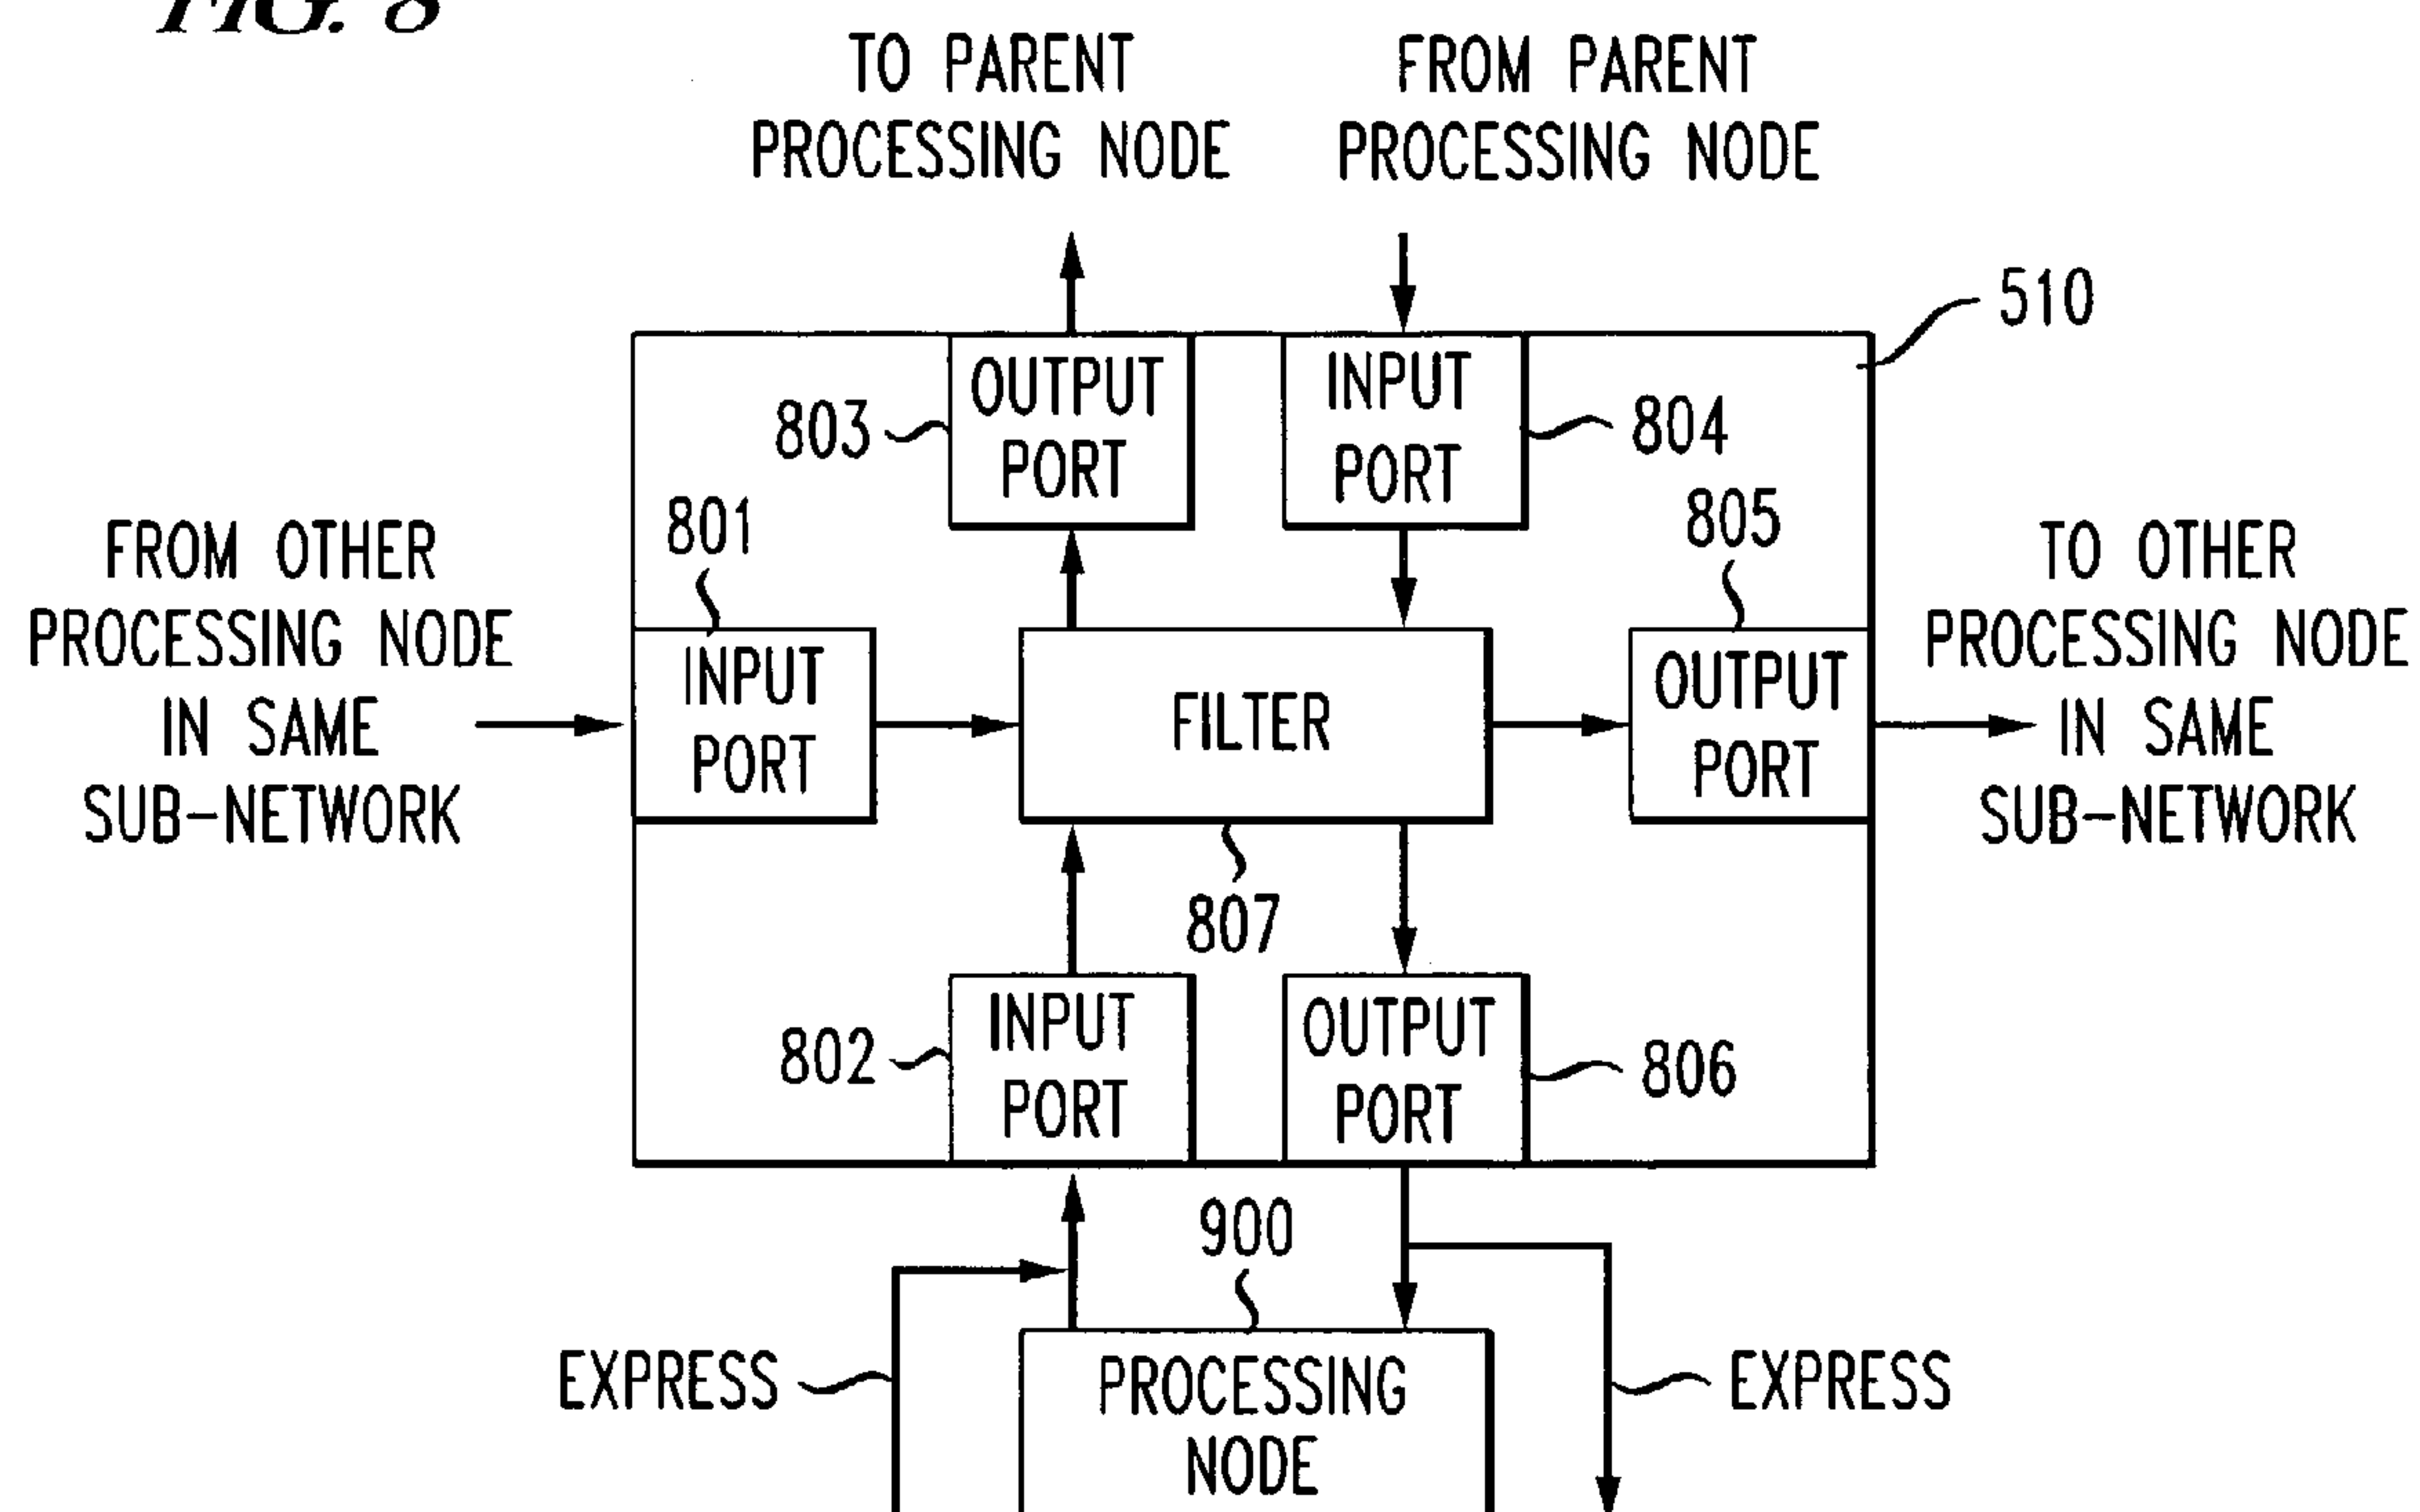 FIG. 8
TO PARENT
PROCESSING NODE
FROM PARENT
PROCESSING NODE
510
803
OUTPUT
PORT
INPUT
PORT
804
801
805
FROM OTHER
PROCESSING NODE
IN SAME
SUB-NETWORK
INPUT
PORT
FILTER
OUTPUT
PORT
TO OTHER
PROCESSING NODE
IN SAME
SUB-NETWORK
807
802
INPUT
PORT
OUTPUT
PORT
806
900
EXPRESS
PROCESSING
NODE
EXPRESS